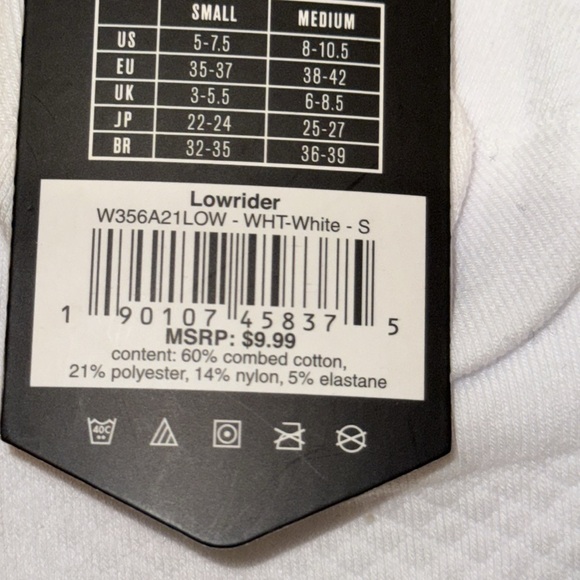 SMALL MEDIUM
US 5-7.5 8-10.5
EU 35-37 38-42
UK 3-5.5 6-8.5
JP 22-24 25-27
BR 32-35 36-39
Lowrider
W356A21LOW - WHT-White - S
1 90107 45837 5
MSRP: $9.99
content: 60% combed cotton,
21% polyester, 14% nylon, 5% elastane
40C